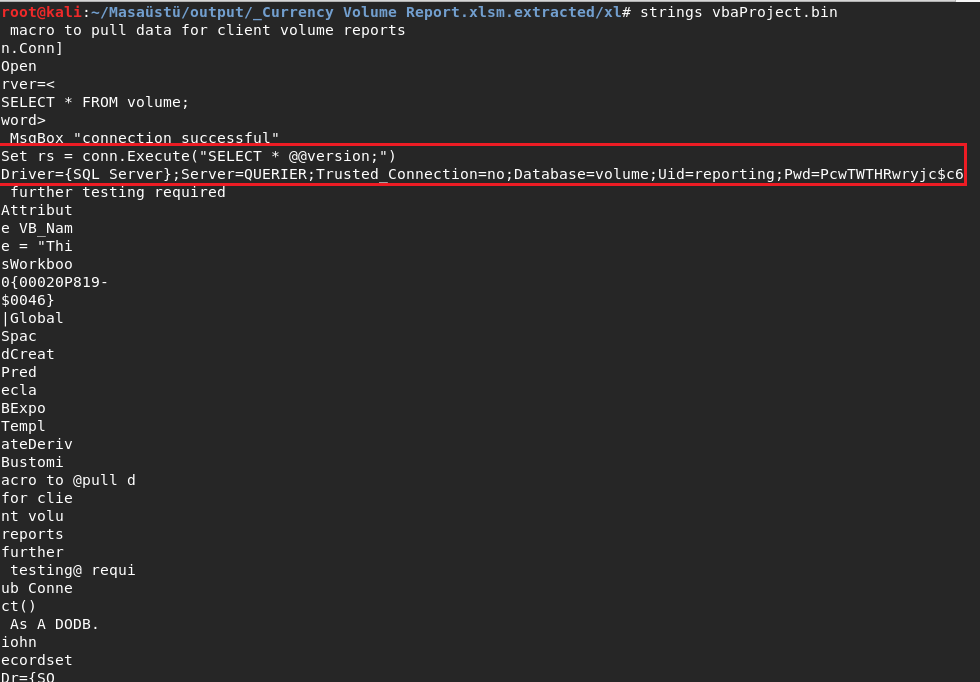 root@kali:~/Masaüstü/output/_Currency Volume Report.xlsm.extracted/xl# strings vbaProject.bin
 macro to pull data for client volume reports
n.Conn]
Open
rver=<
SELECT * FROM volume;
word>
 MsgBox "connection successful"
Set rs = conn.Execute("SELECT * @@version;")
Driver={SQL Server};Server=QUERIER;Trusted_Connection=no;Database=volume;Uid=reporting;Pwd=PcwTWTHRwryjc$c6
 further testing required
Attribut
e VB_Nam
e = "Thi
sWorkboo
0{00020P819-
$0046}
|Global
Spac
dCreat
Pred
ecla
BExpo
Templ
ateDeriv
Bustomi
acro to @pull d
for clie
nt volu
reports
further
 testing@ requi
ub Conne
ct()
 As A DODB.
iohn
ecordset
Dr={SQ